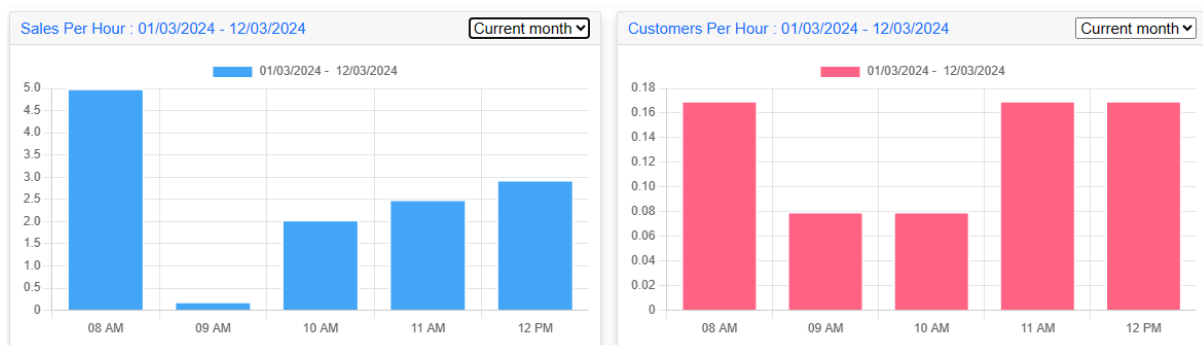 Sales Per Hour : 01/03/2024 - 12/03/2024
Current month
01/03/2024 - 12/03/2024
5.0
4.5
4.0
3.5
3.0
2.5
2.0
1.5
1.0
0.5
0
08 AM 09 AM 10 AM 11 AM 12 PM
Customers Per Hour : 01/03/2024 - 12/03/2024
Current month
01/03/2024 - 12/03/2024
0.18
0.16
0.14
0.12
0.10
0.08
0.06
0.04
0.02
0
08 AM 09 AM 10 AM 11 AM 12 PM